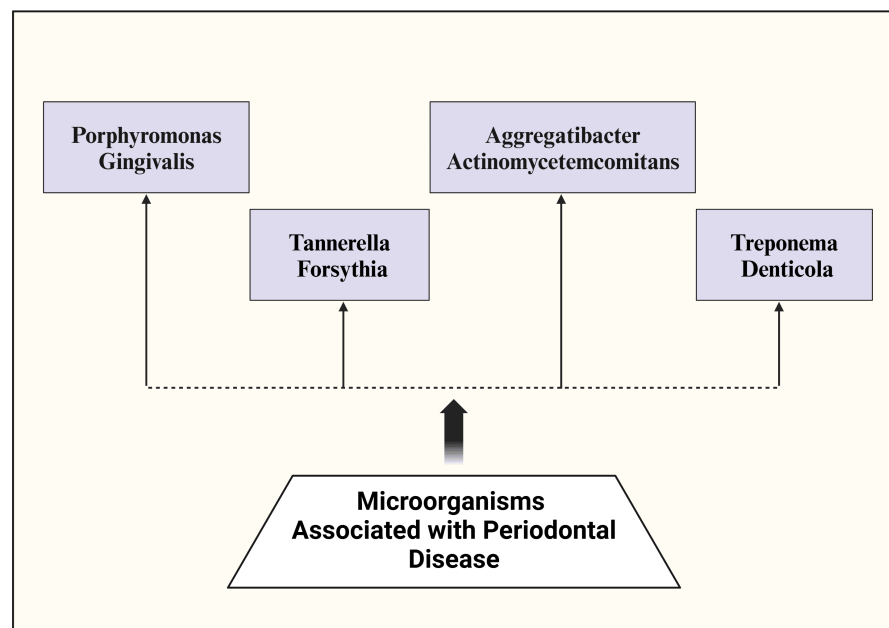 Porphyromonas
Gingivalis
Aggregatibacter
Actinomycetemcomitans
Tannerella
Forsythia
Treponema
Denticola
Microorganisms
Associated with Periodontal
Disease